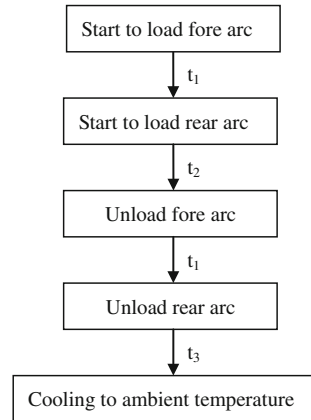 Start to load fore arc
t₁
Start to load rear arc
t₂
Unload fore arc
t₁
Unload rear arc
t₃
Cooling to ambient temperature